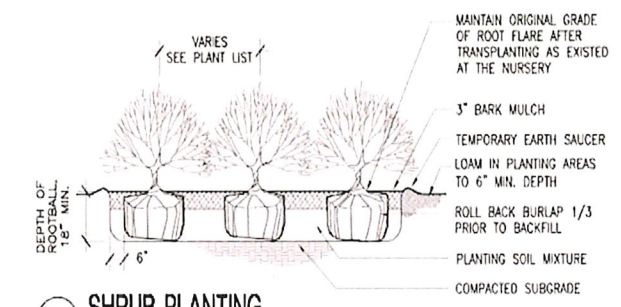 VARIES
SEE PLANT LIST
MAINTAIN ORIGINAL GRADE
OF ROOT FLARE AFTER
TRANSPLANTING AS EXISTED
AT THE NURSERY
3" BARK MULCH
TEMPORARY EARTH SAUCER
LOAM IN PLANTING AREAS
TO 6" MIN. DEPTH
ROLL BACK BURLAP 1/3
PRIOR TO BACKFILL
PLANTING SOIL MIXTURE
COMPACTED SUBGRADE
DEPTH OF
ROOTBALL,
18" MIN.
6"
SHRUB PLANTING